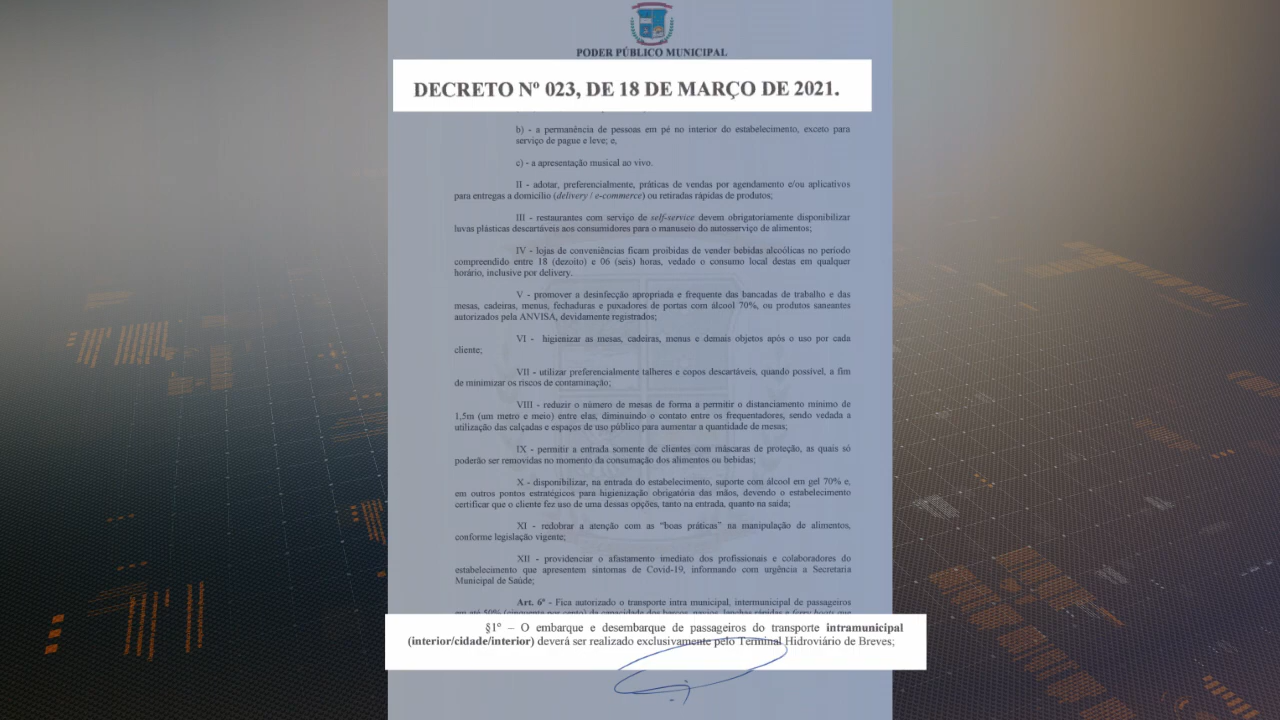 PODER PÚBLICO MUNICIPAL
DECRETO Nº 023, DE 18 DE MARÇO DE 2021.
b) - a permanência de pessoas em pé no interior do estabelecimento, exceto para
serviço de pague e leve; e,
c) - a apresentação musical ao vivo.
II - adotar, preferencialmente, práticas de vendas por agendamento e/ou aplicativos
para entregas a domicílio (delivery / e-commerce) ou retiradas rápidas de produtos;
III - restaurantes com serviço de self-service devem obrigatoriamente disponibilizar
luvas plásticas descartáveis aos consumidores para o manuseio do autosserviço de alimentos;
IV - lojas de conveniências ficam proibidas de vender bebidas alcoólicas no período
compreendido entre 18 (dezoito) e 06 (seis) horas, vedado o consumo local destas em qualquer
horário, inclusive por delivery.
V - promover a desinfecção apropriada e frequente das bancadas de trabalho e das
mesas, cadeiras, menus, fechaduras e puxadores de portas com álcool 70%, ou produtos saneantes
autorizados pela ANVISA, devidamente registrados;
VI - higienizar as mesas, cadeiras, menus e demais objetos após o uso por cada
cliente;
VII - utilizar preferencialmente talheres e copos descartáveis, quando possível, a fim
de minimizar os riscos de contaminação;
VIII - reduzir o número de mesas de forma a permitir o distanciamento mínimo de
1,5m (um metro e meio) entre elas, diminuindo o contato entre os frequentadores, sendo vedada a
utilização das calçadas e espaços de uso público para aumentar a quantidade de mesas;
IX - permitir a entrada somente de clientes com máscaras de proteção, as quais só
poderão ser removidas no momento da consumação dos alimentos ou bebidas;
X - disponibilizar, na entrada do estabelecimento, suporte com álcool em gel 70% e,
em outros pontos estratégicos para higienização obrigatória das mãos, devendo o estabelecimento
certificar que o cliente fez uso de uma dessas opções, tanto na entrada, quanto na saída;
XI - redobrar a atenção com as "boas práticas" na manipulação de alimentos,
conforme legislação vigente;
XII - providenciar o afastamento imediato dos profissionais e colaboradores do
estabelecimento que apresentem sintomas de Covid-19, informando com urgência a Secretaria
Municipal de Saúde;
Art. 6º - Fica autorizado o transporte intra municipal, intermunicipal de passageiros
em até 50% (cinquenta por cento) da capacidade dos barcos, navios, lanchas rápidas e ferry boats que
§1º – O embarque e desembarque de passageiros do transporte intramunicipal
(interior/cidade/interior) deverá ser realizado exclusivamente pelo Terminal Hidroviário de Breves;